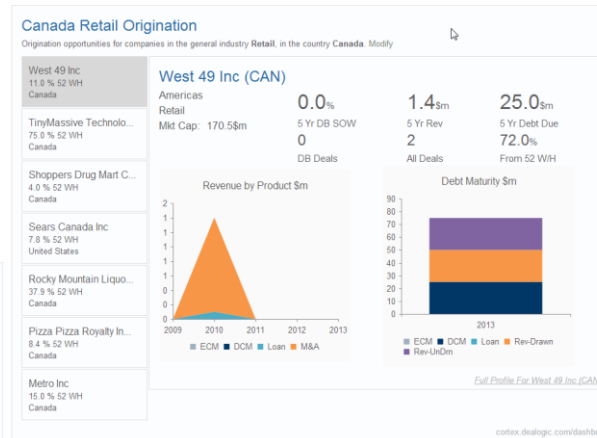 Canada Retail Origination
Origination opportunities for companies in the general industry Retail, in the country Canada. Modify
West 49 Inc
11.0 % 52 WH
Canada
TinyMassive Technolo...
75.0 % 52 WH
Canada
Shoppers Drug Mart C...
4.0 % 52 WH
Canada
Sears Canada Inc
7.8 % 52 WH
United States
Rocky Mountain Liquo...
37.9 % 52 WH
Canada
Pizza Pizza Royalty In...
8.4 % 52 WH
Canada
Metro Inc
15.0 % 52 WH
Canada
West 49 Inc (CAN)
Americas
Retail
Mkt Cap: 170.5$m
0.0%
5 Yr DB SOW
0
DB Deals
1.4$m
5 Yr Rev
2
All Deals
25.0$m
5 Yr Debt Due
72.0%
From 52 W/H
Revenue by Product $m
2
1
1
1
1
1
0
0
0
2009 2010 2011 2012 2013
ECM DCM Loan M&A
Debt Maturity $m
90
80
70
60
50
40
30
20
10
0
2013
ECM DCM Loan Rev-Drawn
Rev-UnDrn
Full Profile For West 49 Inc (CAN
cortex.dealogic.com/dashbo